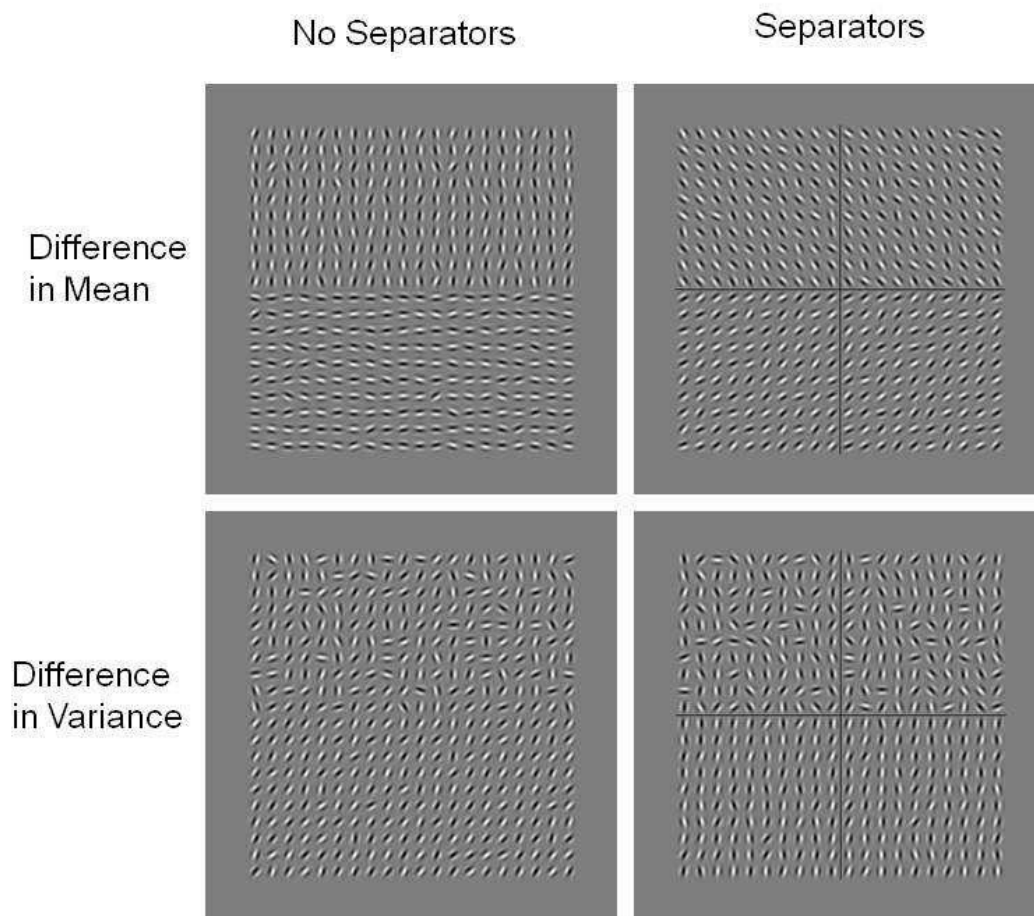 No Separators
Separators
Difference
in Mean
Difference
in Variance